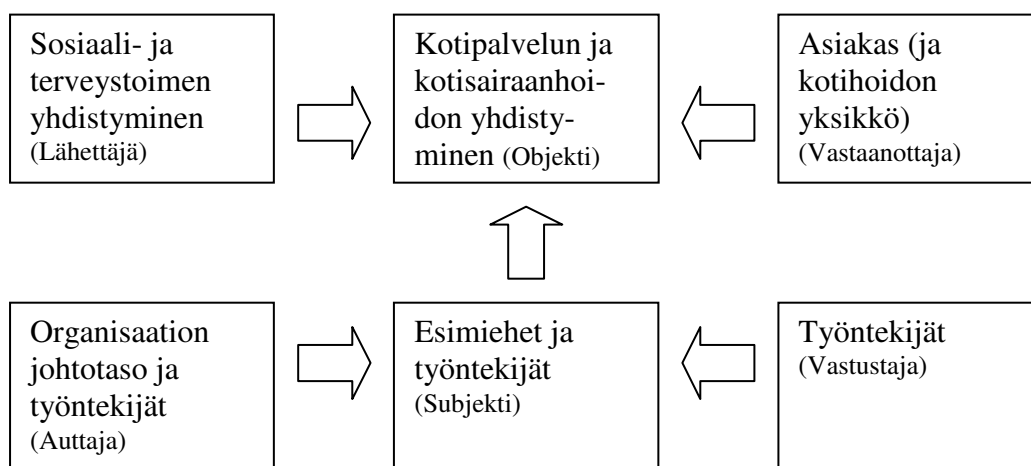 Sosiaali- ja
terveystoimen
yhdistyminen
(Lähettäjä)
Kotipalvelun ja
kotisairaanhoi-
don yhdisty-
minen (Objekti)
Asiakas (ja
kotihoidon
yksikkö)
(Vastaanottaja)
Organisaation
johtotaso ja
työntekijät
(Auttaja)
Esimiehet ja
työntekijät
(Subjekti)
Työntekijät
(Vastustaja)